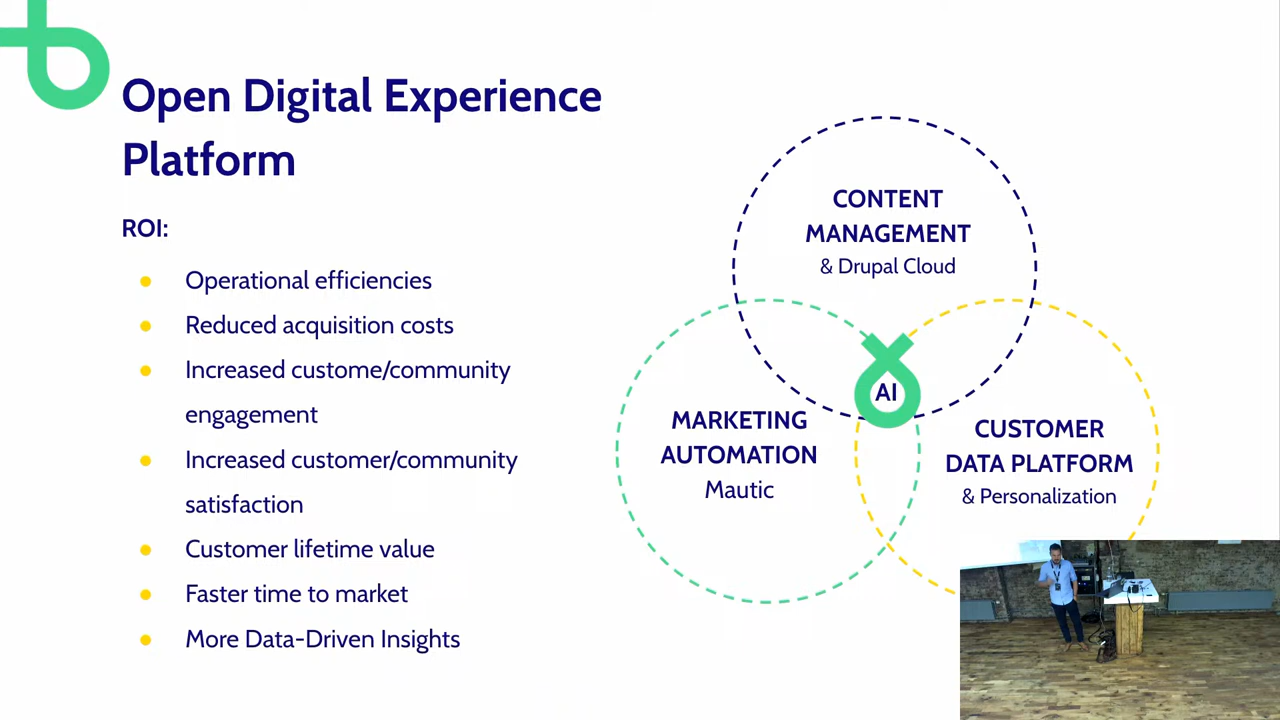 Open Digital Experience
Platform
ROI:
● Operational efficiencies
● Reduced acquisition costs
● Increased custome/community
engagement
● Increased customer/community
satisfaction
● Customer lifetime value
● Faster time to market
● More Data-Driven Insights
CONTENT
MANAGEMENT
& Drupal Cloud
AI
MARKETING
AUTOMATION
Mautic
CUSTOMER
DATA PLATFORM
& Personalization